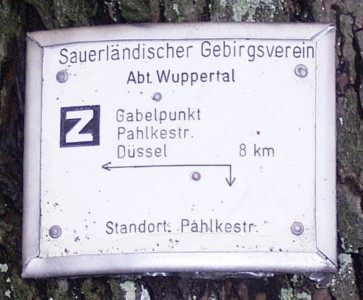 Sauerländischer Gebirgsverein
Abt. Wuppertal
Z
Gabelpunkt
Pahlkestr.
Düssel 8 km
Standort: Pahlkestr.